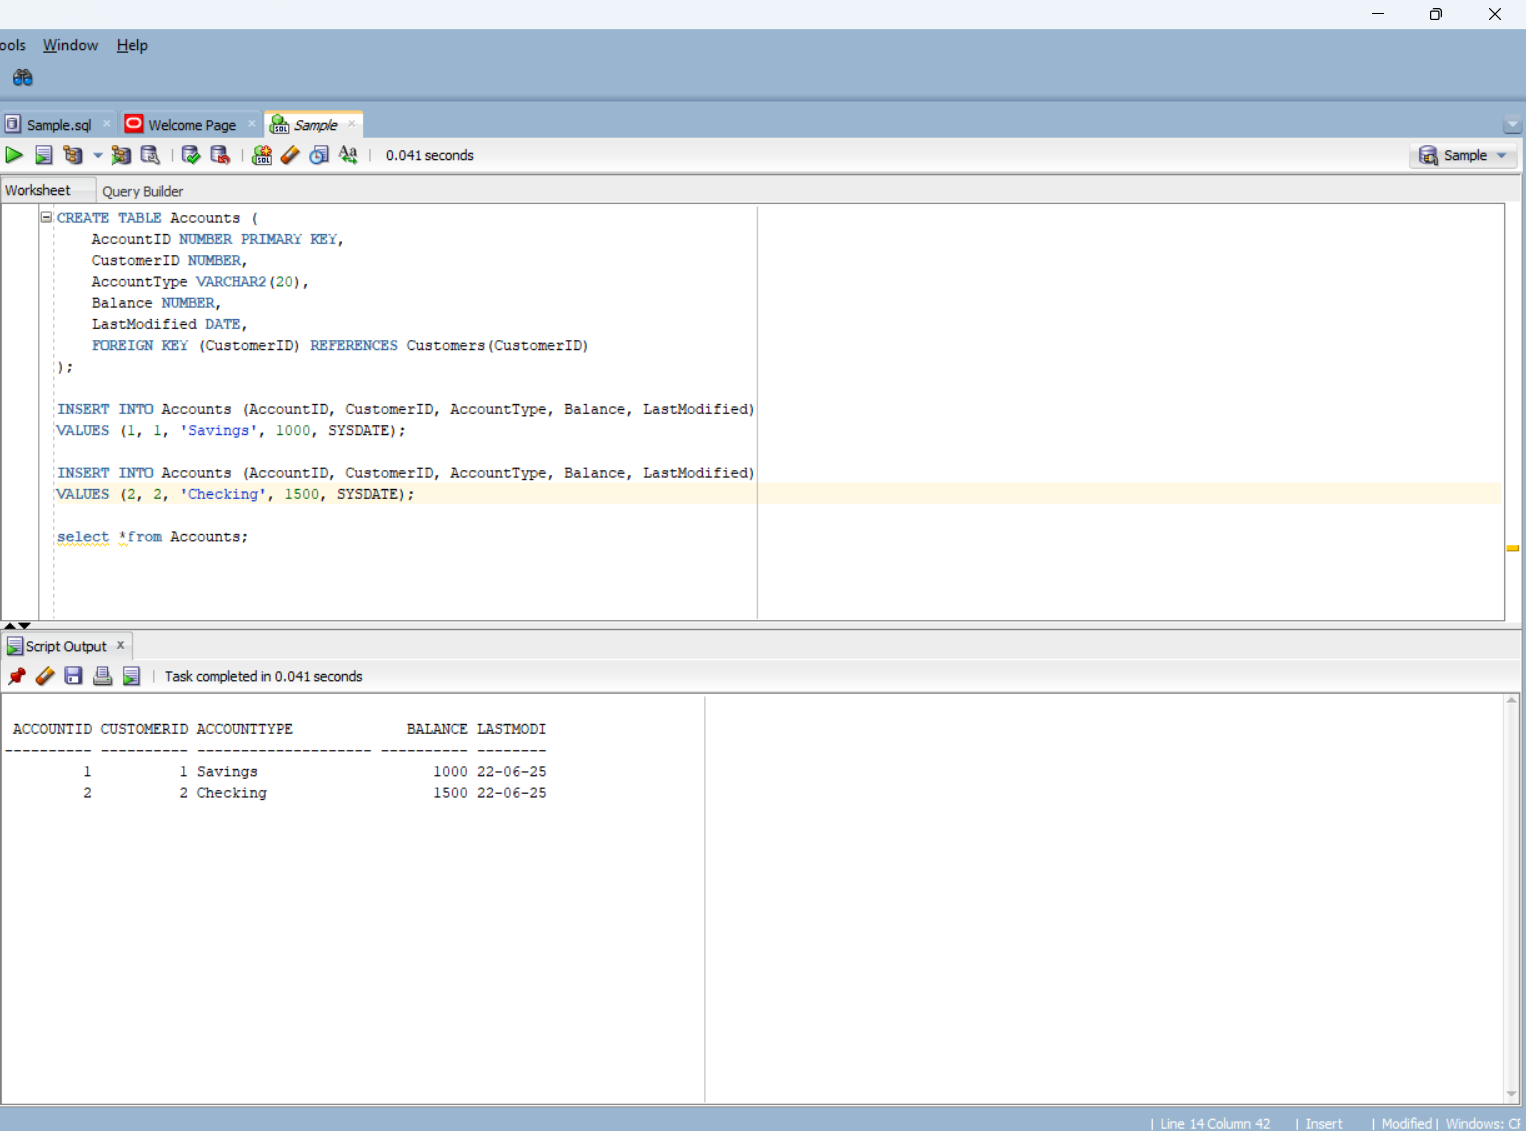 ools Window Help
Sample.sql Welcome Page Sample
0.041 seconds Sample
Worksheet Query Builder
CREATE TABLE Accounts (
    AccountID NUMBER PRIMARY KEY,
    CustomerID NUMBER,
    AccountType VARCHAR2(20),
    Balance NUMBER,
    LastModified DATE,
    FOREIGN KEY (CustomerID) REFERENCES Customers(CustomerID)
);
INSERT INTO Accounts (AccountID, CustomerID, AccountType, Balance, LastModified)
VALUES (1, 1, 'Savings', 1000, SYSDATE);
INSERT INTO Accounts (AccountID, CustomerID, AccountType, Balance, LastModified)
VALUES (2, 2, 'Checking', 1500, SYSDATE);
select *from Accounts;
Script Output
Task completed in 0.041 seconds
ACCOUNTID CUSTOMERID ACCOUNTTYPE             BALANCE LASTMODI
---------- ---------- -------------------- ---------- --------
         1          1 Savings                    1000 22-06-25
         2          2 Checking                   1500 22-06-25
| Line 14 Column 42 | Insert | Modified | Windows: